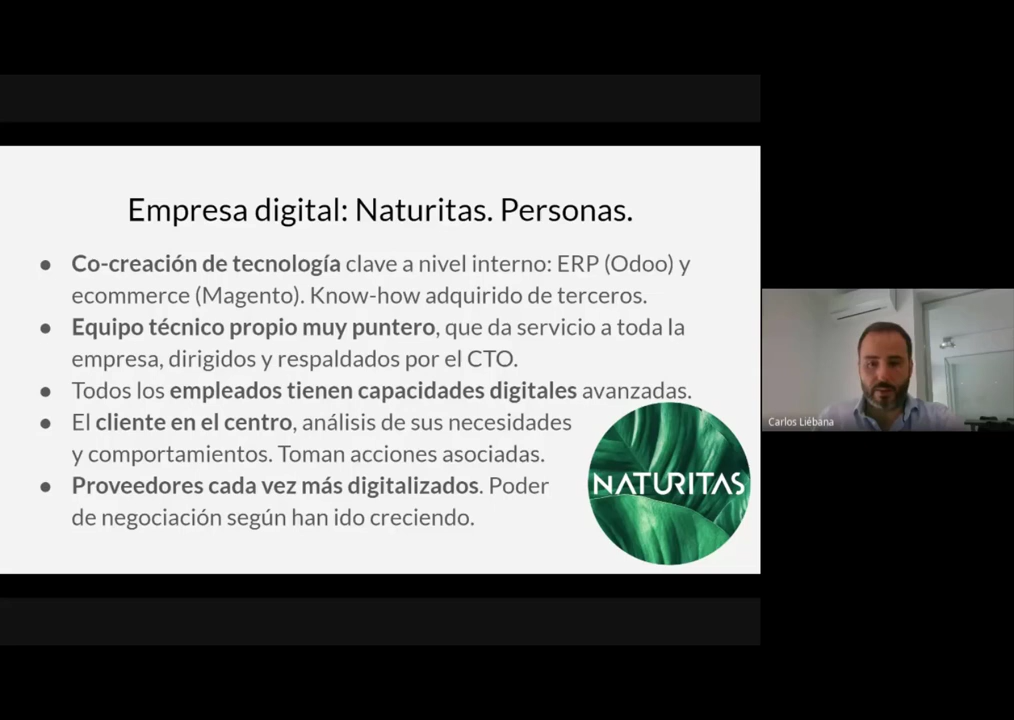 Empresa digital: Naturitas. Personas.
● Co-creación de tecnología clave a nivel interno: ERP (Odoo) y
ecommerce (Magento). Know-how adquirido de terceros.
● Equipo técnico propio muy puntero, que da servicio a toda la
empresa, dirigidos y respaldados por el CTO.
● Todos los empleados tienen capacidades digitales avanzadas.
● El cliente en el centro, análisis de sus necesidades
y comportamientos. Toman acciones asociadas.
● Proveedores cada vez más digitalizados. Poder
de negociación según han ido creciendo.
NATURITAS
Carlos Liébana